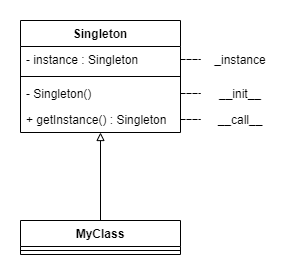 Singleton
- instance : Singleton _instance
- Singleton() __init__
+ getInstance() : Singleton __call__
MyClass